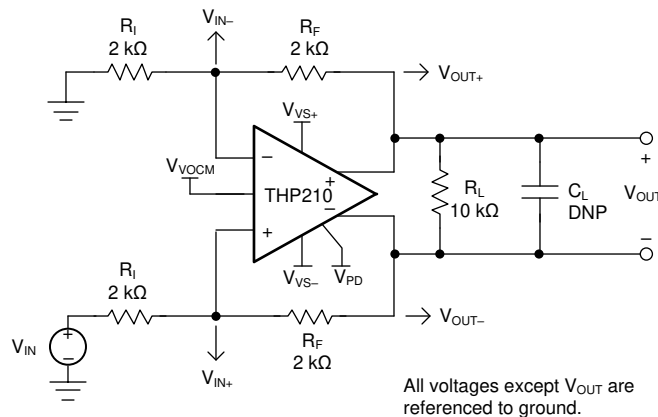 R_I
2 kΩ
V_IN−
R_F
2 kΩ
V_OUT+
V_VS+
V_VOCM
−
+
THP210
+
−
R_L
10 kΩ
C_L
DNP
+
V_OUT
−
V_VS−
V_PD
R_I
2 kΩ
V_IN
+
−
R_F
2 kΩ
V_OUT−
V_IN+
All voltages except V_OUT are
referenced to ground.